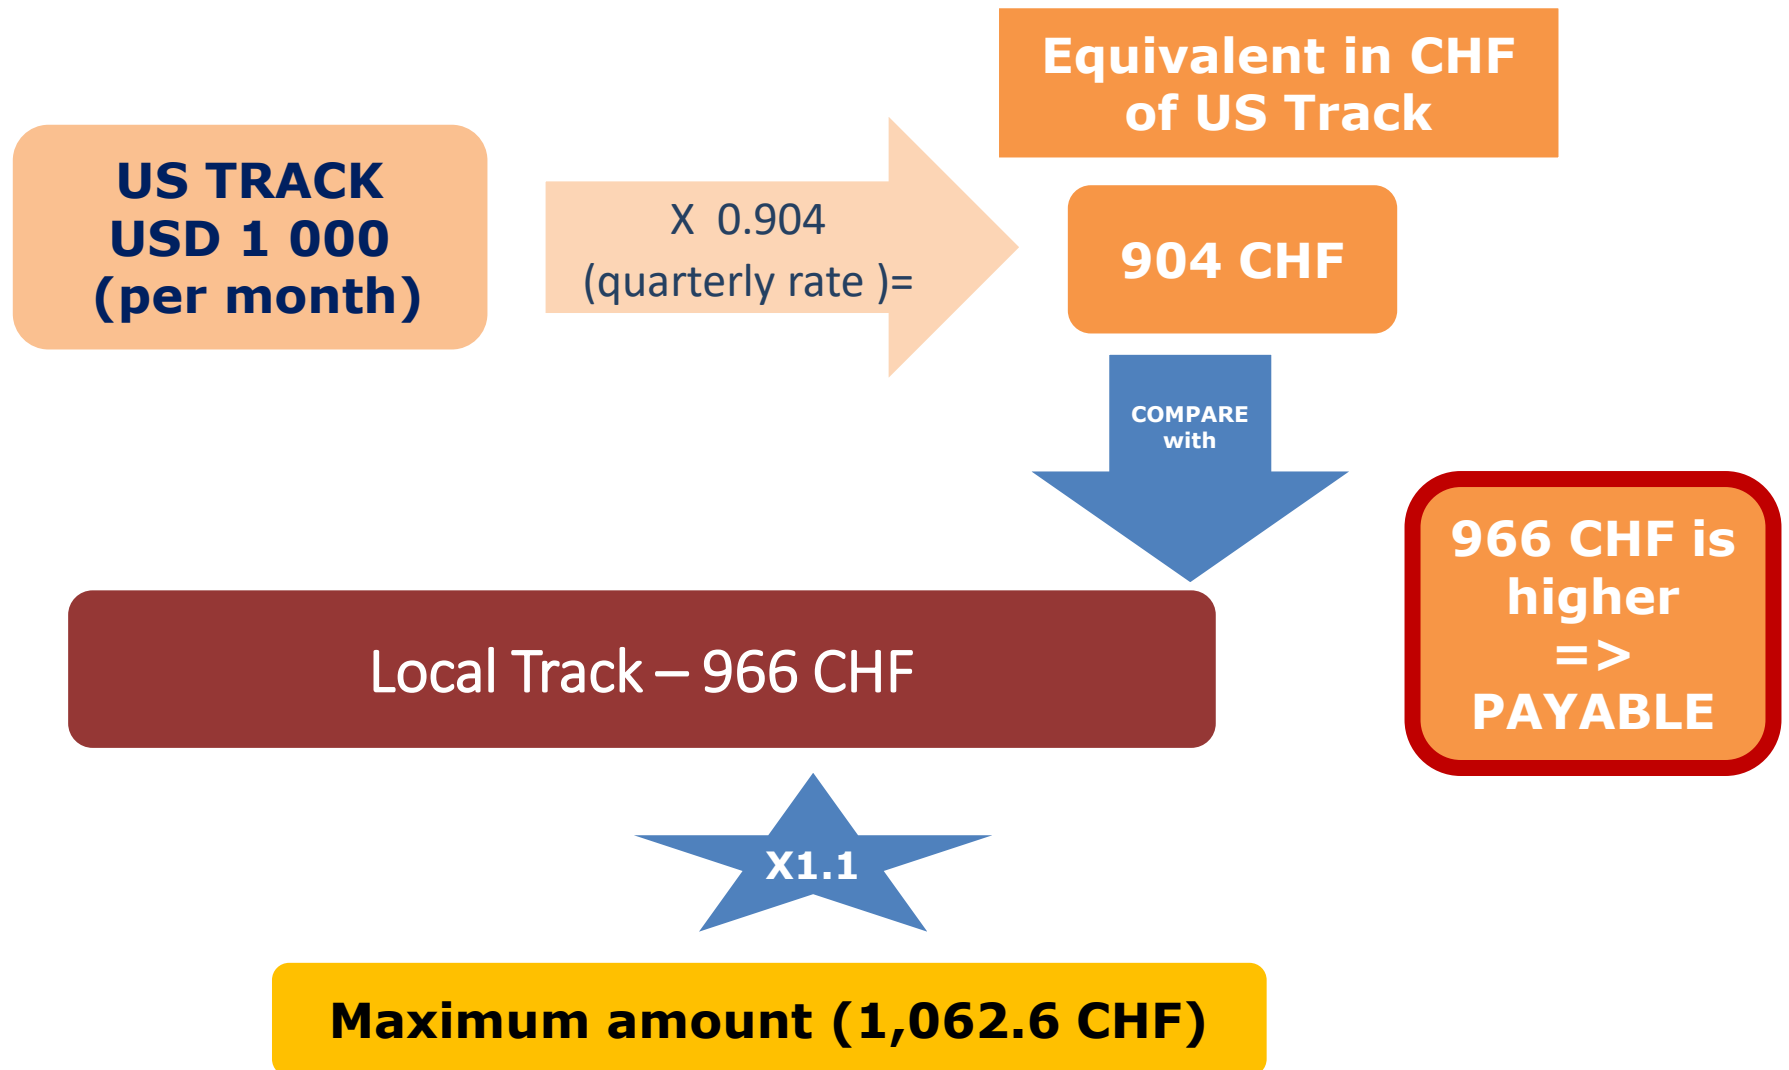 Equivalent in CHF
of US Track
US TRACK
USD 1 000
(per month)
X 0.904
(quarterly rate )=
904 CHF
COMPARE
with
966 CHF is
higher
=>
PAYABLE
Local Track – 966 CHF
X1.1
Maximum amount (1,062.6 CHF)